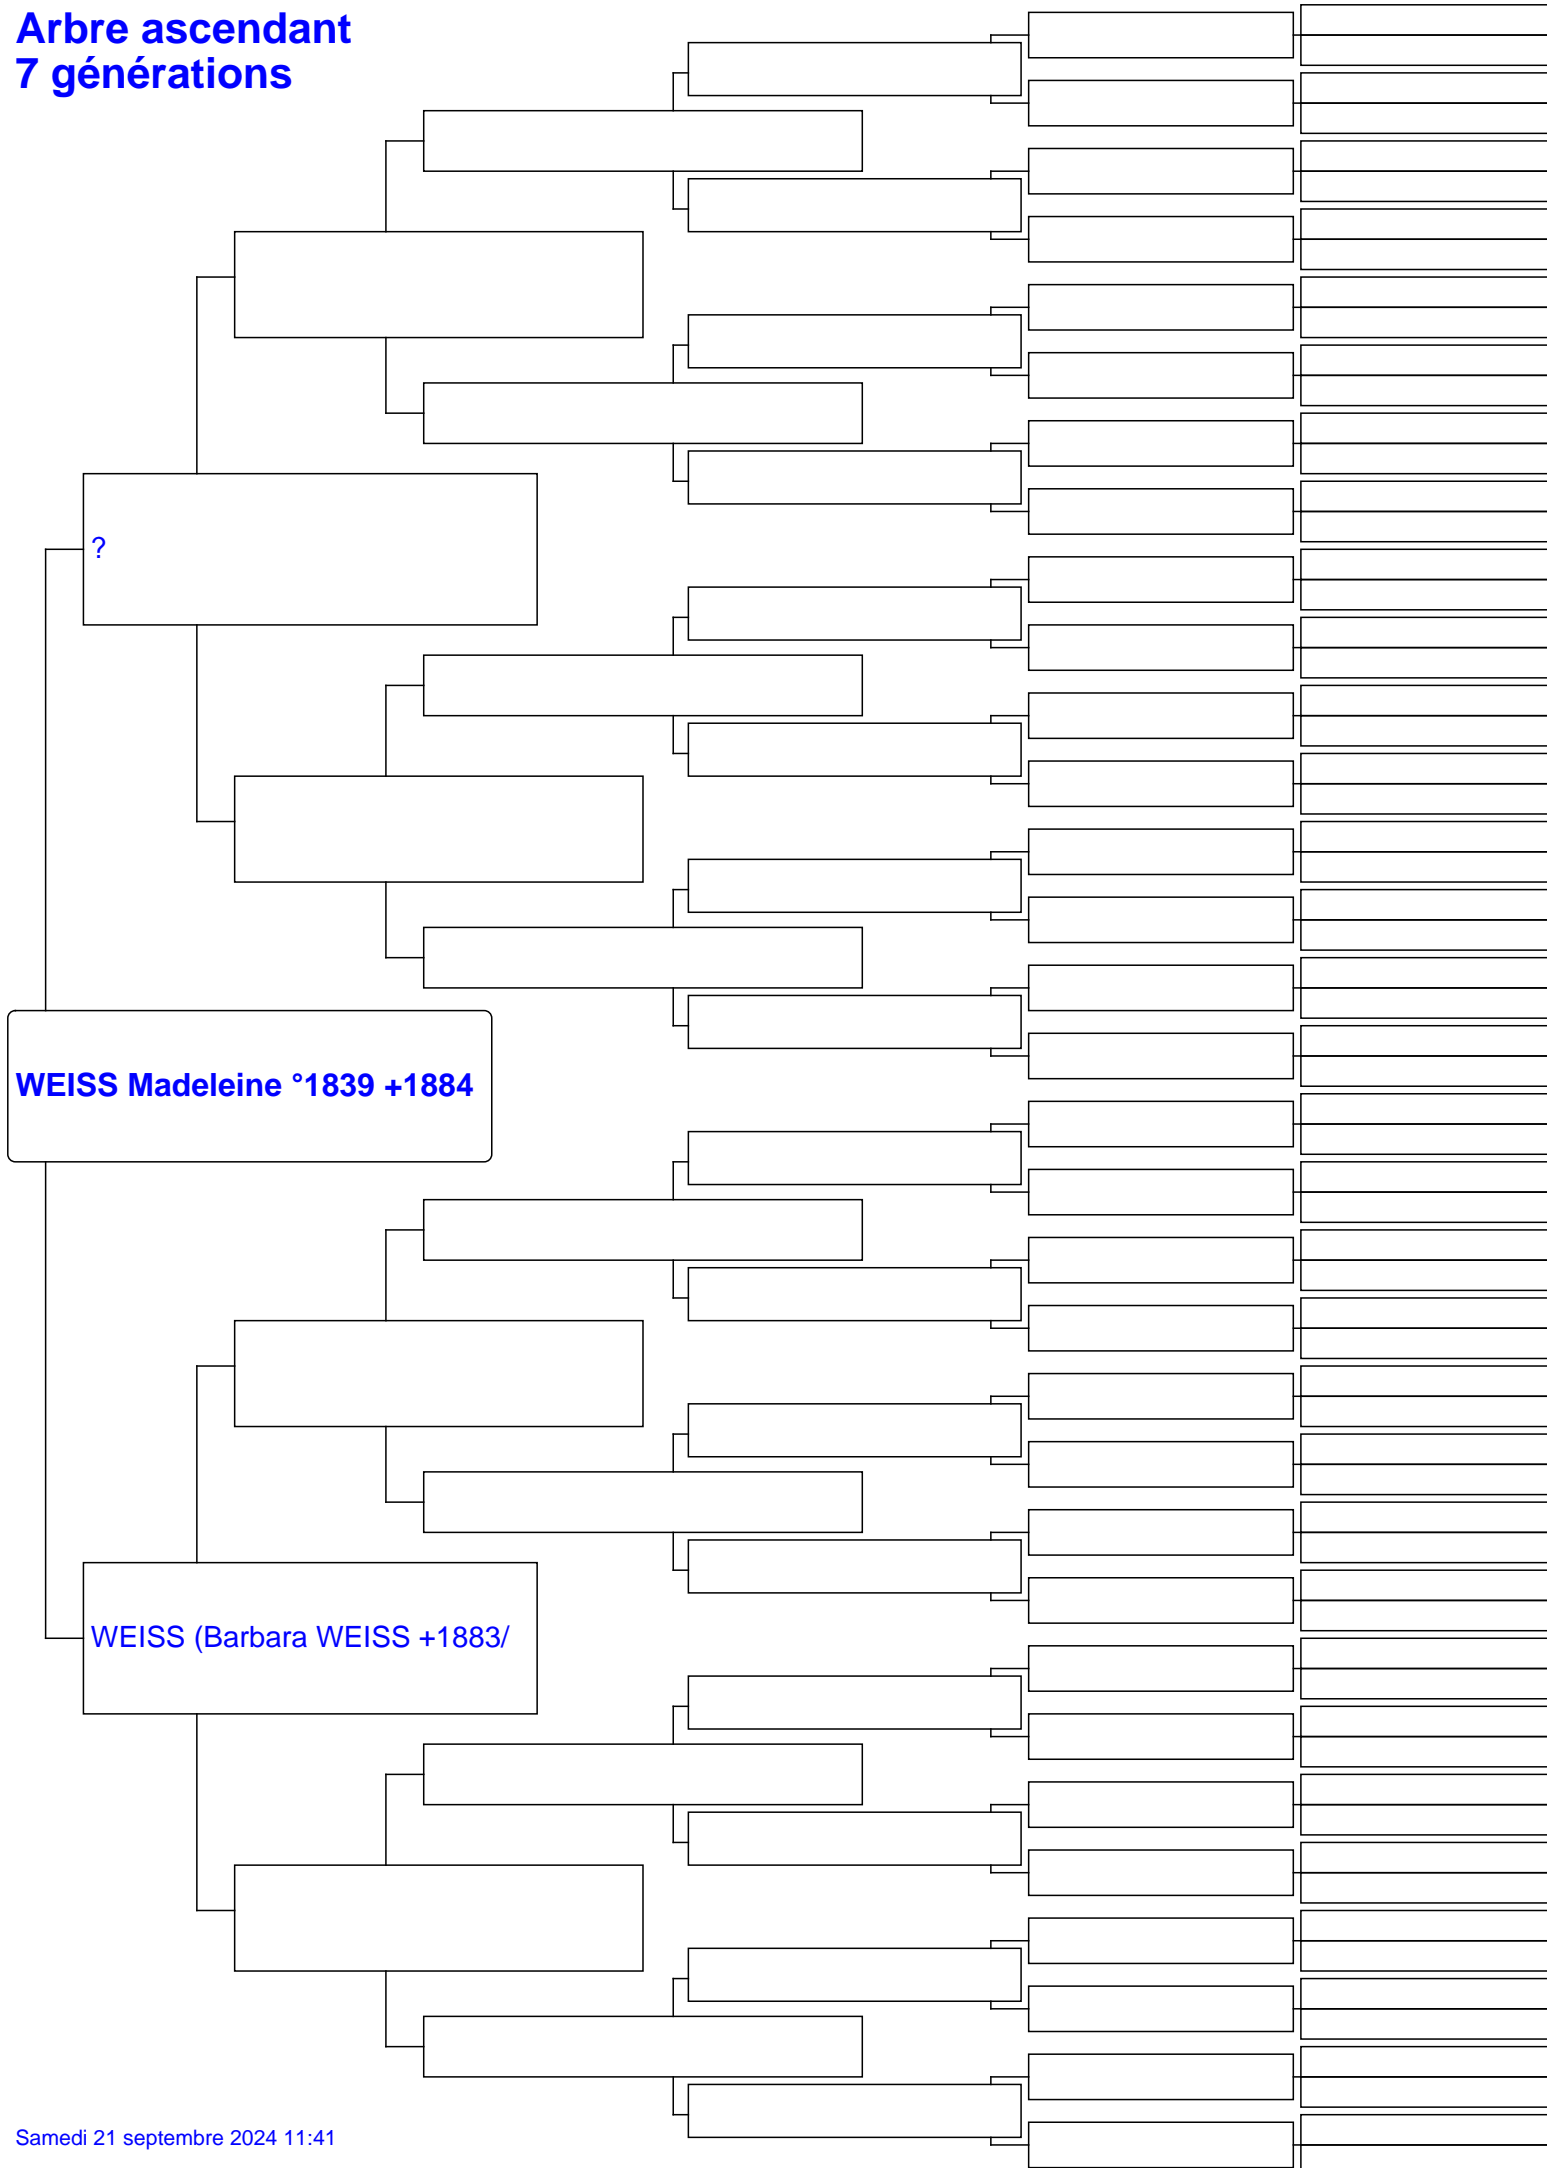 Arbre ascendant
7 générations
?
WEISS Madeleine °1839 +1884
WEISS (Barbara WEISS +1883/
Samedi 21 septembre 2024 11:41